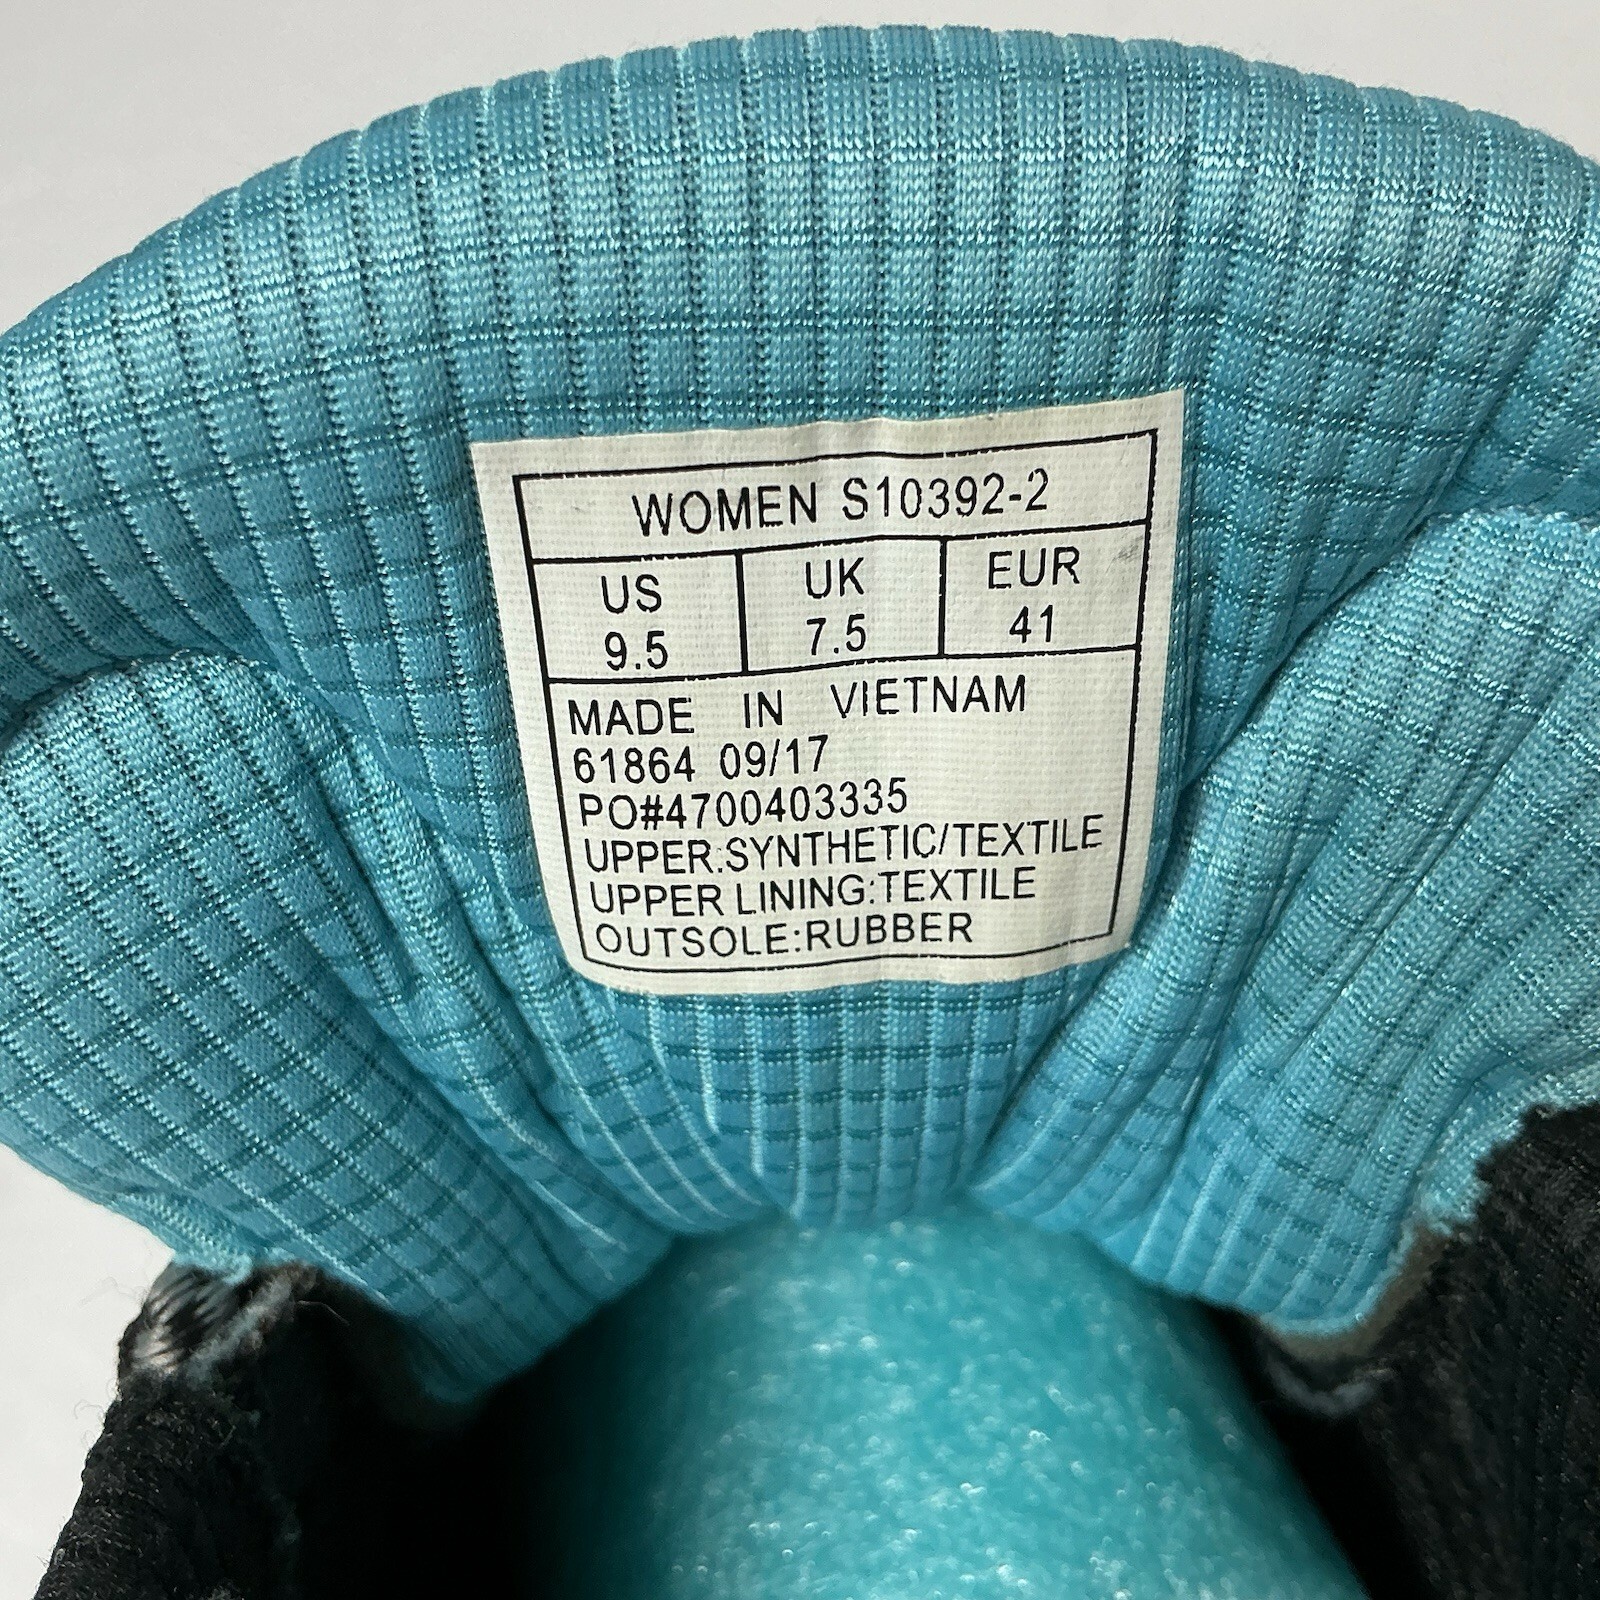 WOMEN S10392-2
US UK EUR
9.5 7.5 41
MADE IN VIETNAM
61864 09/17
PO#4700403335
UPPER:SYNTHETIC/TEXTILE
UPPER LINING:TEXTILE
OUTSOLE:RUBBER